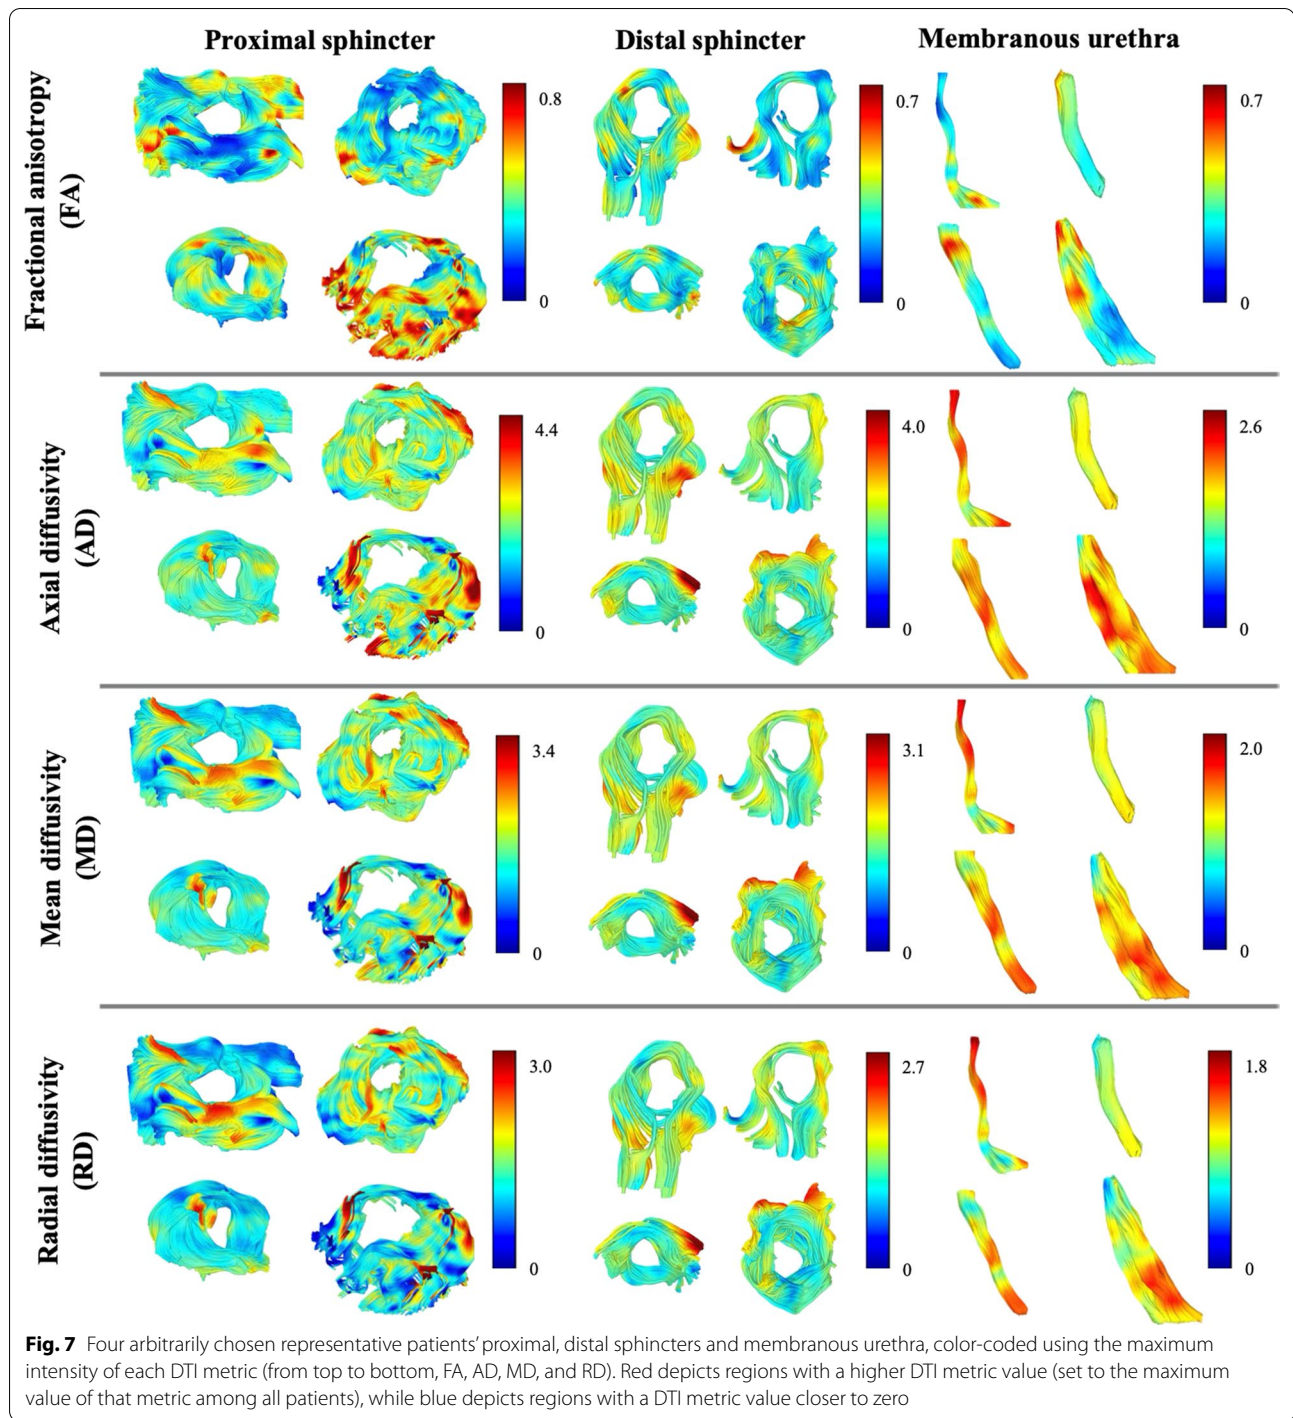 Proximal sphincter Distal sphincter Membranous urethra
Fractional anisotropy
(FA)
0.8
0
0.7
0
0.7
0
Axial diffusivity
(AD)
4.4
0
4.0
0
2.6
0
Mean diffusivity
(MD)
3.4
0
3.1
0
2.0
0
Radial diffusivity
(RD)
3.0
0
2.7
0
1.8
0
Fig. 7 Four arbitrarily chosen representative patients’ proximal, distal sphincters and membranous urethra, color-coded using the maximum
intensity of each DTI metric (from top to bottom, FA, AD, MD, and RD). Red depicts regions with a higher DTI metric value (set to the maximum
value of that metric among all patients), while blue depicts regions with a DTI metric value closer to zero